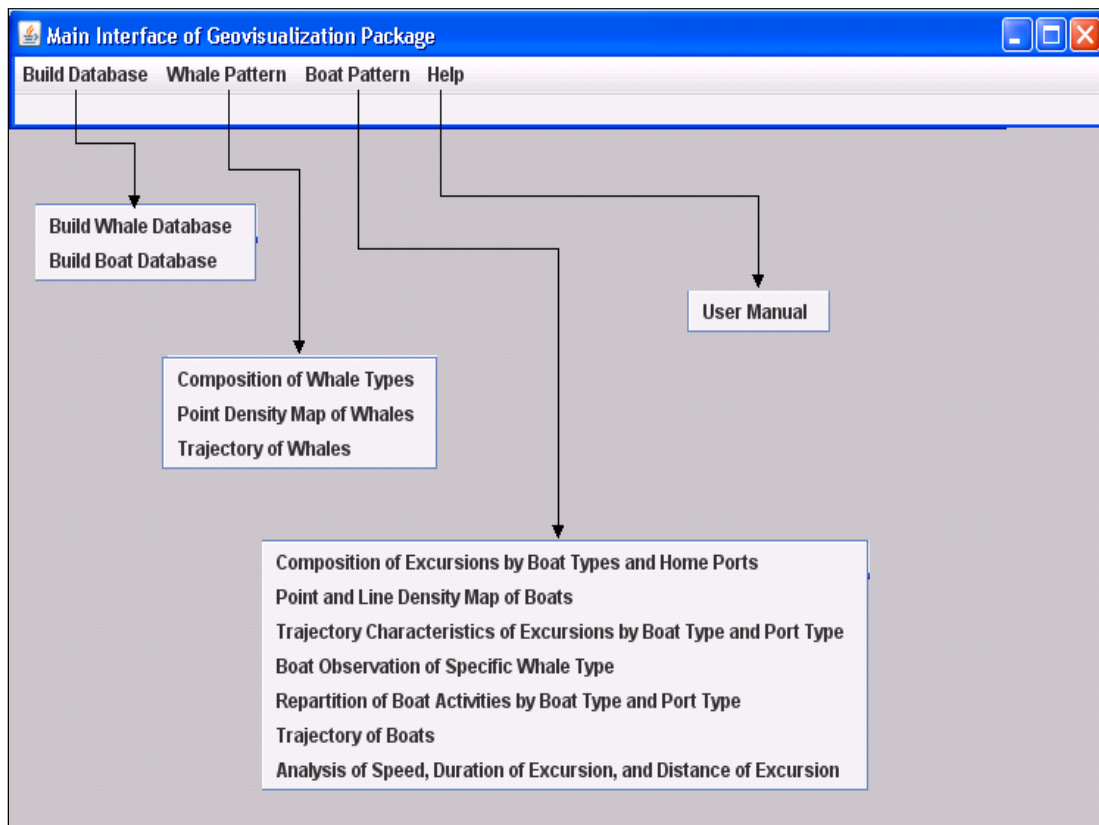 Main Interface of Geovisualization Package
Build Database Whale Pattern Boat Pattern Help
Build Whale Database
Build Boat Database
User Manual
Composition of Whale Types
Point Density Map of Whales
Trajectory of Whales
Composition of Excursions by Boat Types and Home Ports
Point and Line Density Map of Boats
Trajectory Characteristics of Excursions by Boat Type and Port Type
Boat Observation of Specific Whale Type
Repartition of Boat Activities by Boat Type and Port Type
Trajectory of Boats
Analysis of Speed, Duration of Excursion, and Distance of Excursion